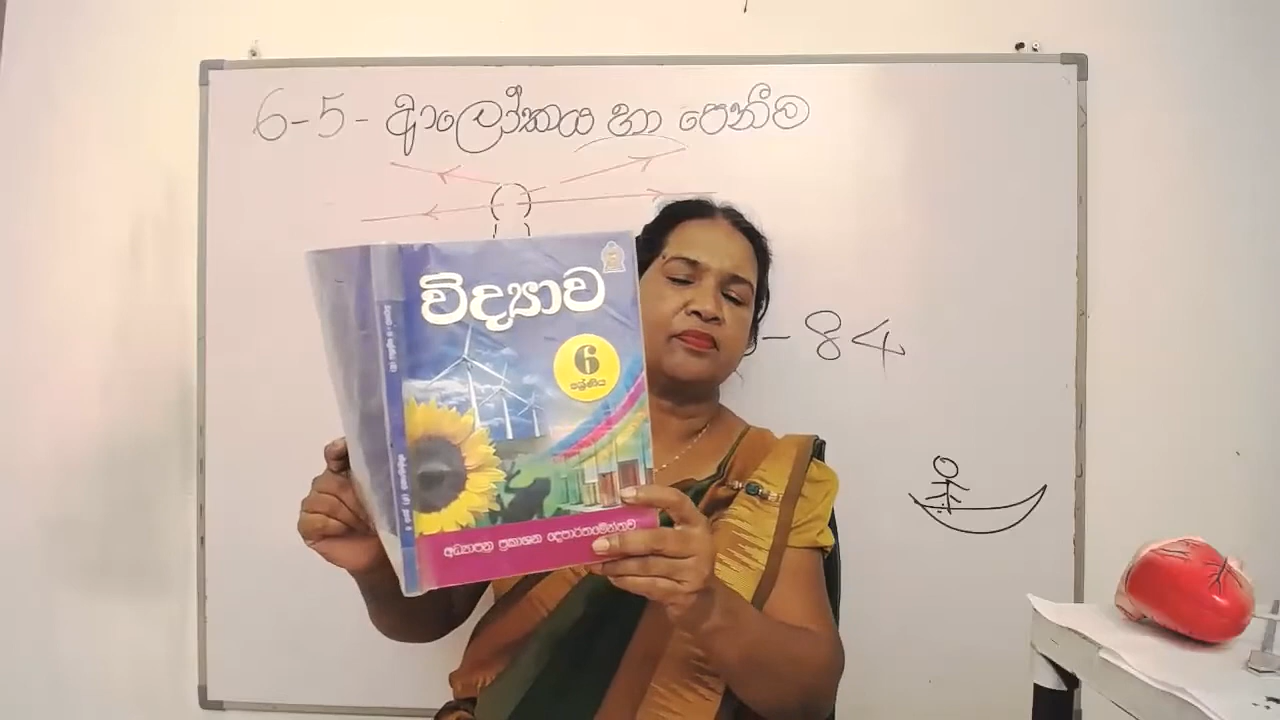 6-5- ආලෝකය හා පෙනීම
විද්‍යාව
6
ශ්‍රේණිය
- 84
අධ්‍යාපන ප්‍රකාශන දෙපාර්තමේන්තුව